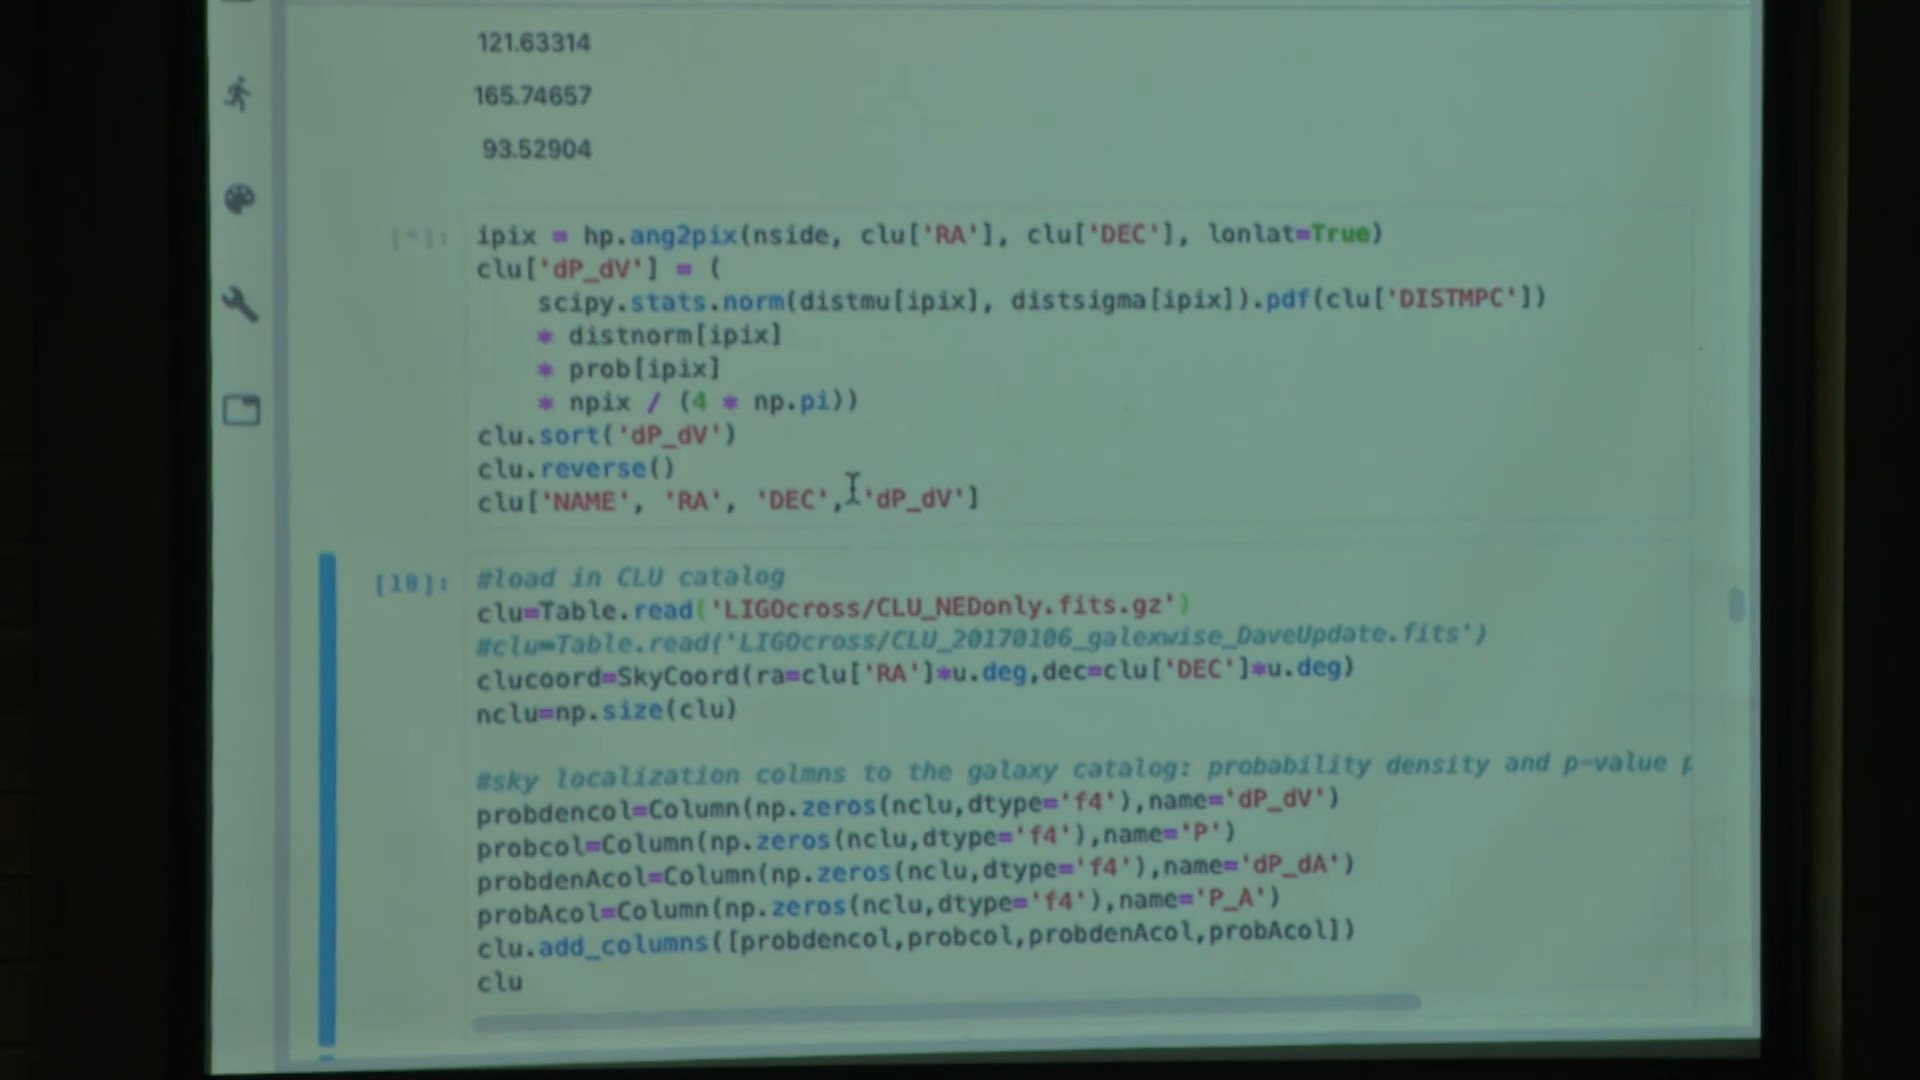 121.63314
165.74657
93.52904
[*]: ipix = hp.ang2pix(nside, clu['RA'], clu['DEC'], lonlat=True)
clu['dP_dV'] = (
scipy.stats.norm(distmu[ipix], distsigma[ipix]).pdf(clu['DISTMPC'])
* distnorm[ipix]
* prob[ipix]
* npix / (4 * np.pi))
clu.sort('dP_dV')
clu.reverse()
clu['NAME', 'RA', 'DEC', 'dP_dV']
[18]: #load in CLU catalog
clu=Table.read('LIGOcross/CLU_NEDonly.fits.gz')
#clu=Table.read('LIGOcross/CLU_20170106_galexwise_DaveUpdate.fits')
clucoord=SkyCoord(ra=clu['RA']*u.deg,dec=clu['DEC']*u.deg)
nclu=np.size(clu)
#sky localization colmns to the galaxy catalog: probability density and p-value p
probdencol=Column(np.zeros(nclu,dtype='f4'),name='dP_dV')
probcol=Column(np.zeros(nclu,dtype='f4'),name='P')
probdenAcol=Column(np.zeros(nclu,dtype='f4'),name='dP_dA')
probAcol=Column(np.zeros(nclu,dtype='f4'),name='P_A')
clu.add_columns([probdencol,probcol,probdenAcol,probAcol])
clu